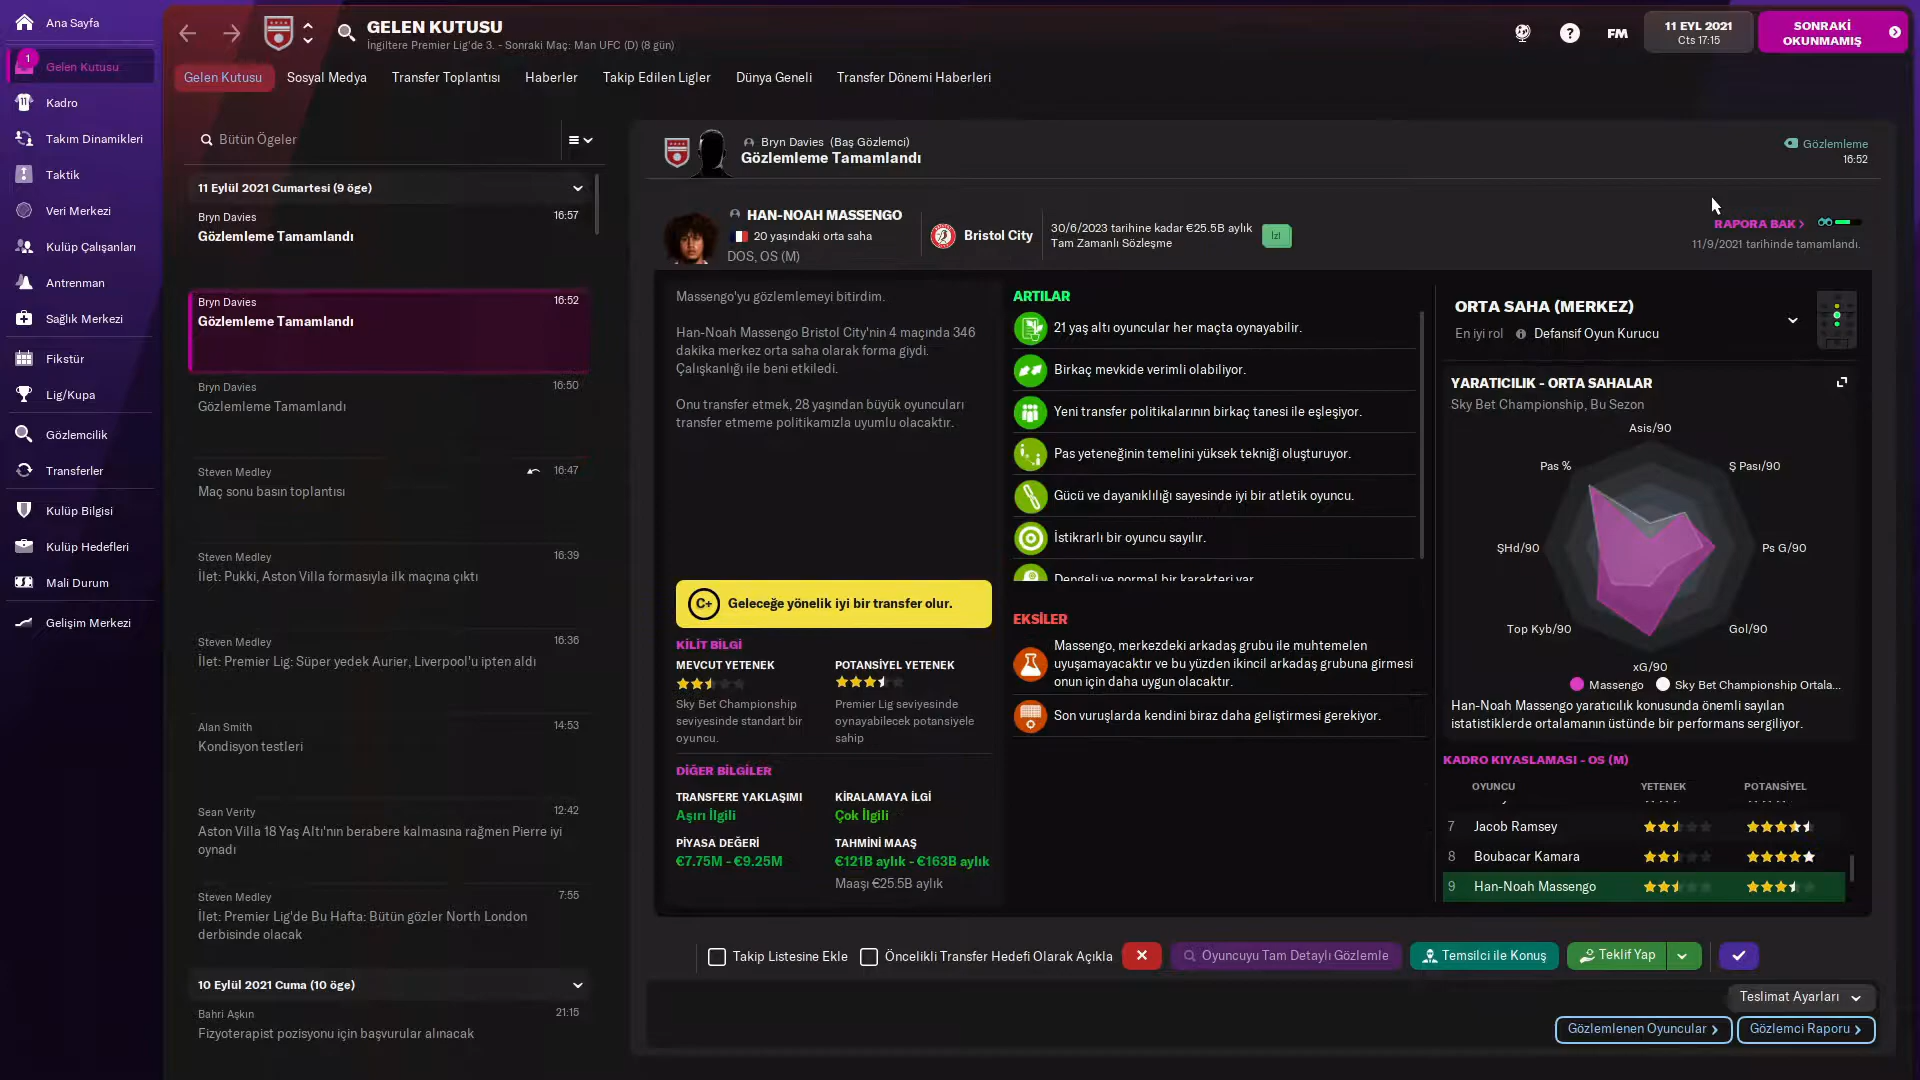 Ana Sayfa
1
Gelen Kutusu
Kadro
Takım Dinamikleri
Taktik
Veri Merkezi
Kulüp Çalışanları
Antrenman
Sağlık Merkezi
Fikstür
Lig/Kupa
Gözlemcilik
Transferler
Kulüp Bilgisi
Kulüp Hedefleri
Mali Durum
Gelişim Merkezi
GELEN KUTUSU
İngiltere Premier Lig'de 3. - Sonraki Maç: Man UFC (D) (8 gün)
?
FM
11 EYL 2021
Cts 17:15
SONRAKİ OKUNMAMIŞ
Gelen Kutusu
Sosyal Medya
Transfer Toplantısı
Haberler
Takip Edilen Ligler
Dünya Geneli
Transfer Dönemi Haberleri
Bütün Ögeler
11 Eylül 2021 Cumartesi (9 öge)
Bryn Davies 16:57
Gözlemleme Tamamlandı
Bryn Davies 16:52
Gözlemleme Tamamlandı
Bryn Davies 16:50
Gözlemleme Tamamlandı
Steven Medley 16:47
Maç sonu basın toplantısı
Steven Medley 16:39
İlet: Pukki, Aston Villa formasıyla ilk maçına çıktı
Steven Medley 16:36
İlet: Premier Lig: Süper yedek Aurier, Liverpool'u ipten aldı
Alan Smith 14:53
Kondisyon testleri
Sean Verity 12:42
Aston Villa 18 Yaş Altı'nın berabere kalmasına rağmen Pierre iyi
oynadı
Steven Medley 7:55
İlet: Premier Lig'de Bu Hafta: Bütün gözler North London
derbisinde olacak
10 Eylül 2021 Cuma (10 öge)
Bahri Aşkın 21:15
Fizyoterapist pozisyonu için başvurular alınacak
Bryn Davies (Baş Gözlemci)
Gözlemleme Tamamlandı
Gözlemleme
16:52
HAN-NOAH MASSENGO
20 yaşındaki orta saha
DOS, OS (M)
Bristol City
30/6/2023 tarihine kadar €25.5B aylık
Tam Zamanlı Sözleşme
İzl
RAPORA BAK >
11/9/2021 tarihinde tamamlandı.
Massengo'yu gözlemlemeyi bitirdim.
Han-Noah Massengo Bristol City'nin 4 maçında 346
dakika merkez orta saha olarak forma giydi.
Çalışkanlığı ile beni etkiledi.
Onu transfer etmek, 28 yaşından büyük oyuncuları
transfer etmeme politikamızla uyumlu olacaktır.
C+
Geleceğe yönelik iyi bir transfer olur.
KİLİT BİLGİ
MEVCUT YETENEK
Sky Bet Championship
seviyesinde standart bir
oyuncu.
POTANSİYEL YETENEK
Premier Lig seviyesinde
oynayabilecek potansiyele
sahip
DİĞER BİLGİLER
TRANSFERE YAKLAŞIMI
Aşırı İlgili
KİRALAMAYA İLGİ
Çok İlgili
PİYASA DEĞERİ
€7.75M - €9.25M
TAHMİNİ MAAŞ
€121B aylık - €163B aylık
Maaşı €25.5B aylık
ARTILAR
21 yaş altı oyuncular her maçta oynayabilir.
Birkaç mevkide verimli olabiliyor.
Yeni transfer politikalarının birkaç tanesi ile eşleşiyor.
Pas yeteneğinin temelini yüksek tekniği oluşturuyor.
Gücü ve dayanıklılığı sayesinde iyi bir atletik oyuncu.
İstikrarlı bir oyuncu sayılır.
Dengeli ve normal bir karakteri var
EKSİLER
Massengo, merkezdeki arkadaş grubu ile muhtemelen
uyuşamayacaktır ve bu yüzden ikincil arkadaş grubuna girmesi
onun için daha uygun olacaktır.
Son vuruşlarda kendini biraz daha geliştirmesi gerekiyor.
ORTA SAHA (MERKEZ)
En iyi rol Defansif Oyun Kurucu
YARATICILIK - ORTA SAHALAR
Sky Bet Championship, Bu Sezon
Asis/90
Pas %
Ş Pası/90
ŞHd/90
Ps G/90
Top Kyb/90
Gol/90
xG/90
Massengo
Sky Bet Championship Ortala...
Han-Noah Massengo yaratıcılık konusunda önemli sayılan
istatistiklerde ortalamanın üstünde bir performans sergiliyor.
KADRO KIYASLAMASI - OS (M)
OYUNCU YETENEK POTANSİYEL
7 Jacob Ramsey
8 Boubacar Kamara
9 Han-Noah Massengo
Takip Listesine Ekle
Öncelikli Transfer Hedefi Olarak Açıkla
Oyuncuyu Tam Detaylı Gözlemle
Temsilci ile Konuş
Teklif Yap
Teslimat Ayarları
Gözlemlenen Oyuncular >
Gözlemci Raporu >